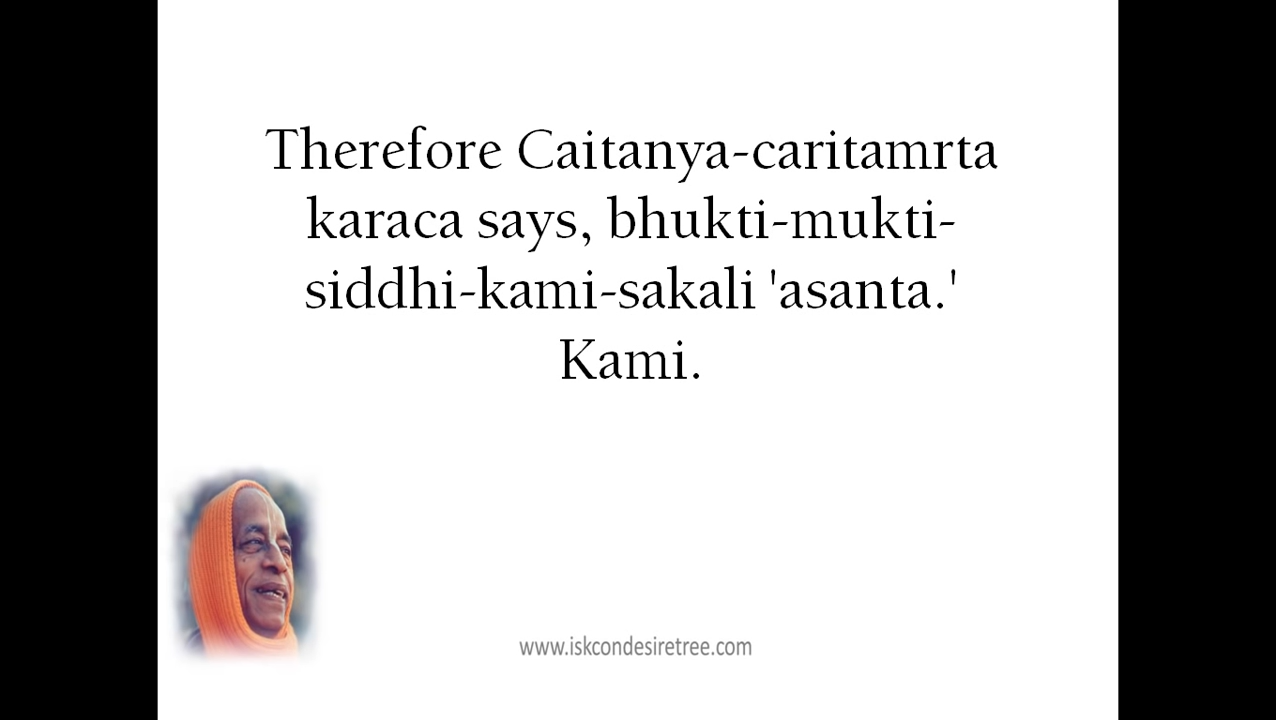 Therefore Caitanya-caritamrta
karaca says, bhukti-mukti-
siddhi-kami-sakali 'asanta.'
Kami.
www.iskcondesiretree.com